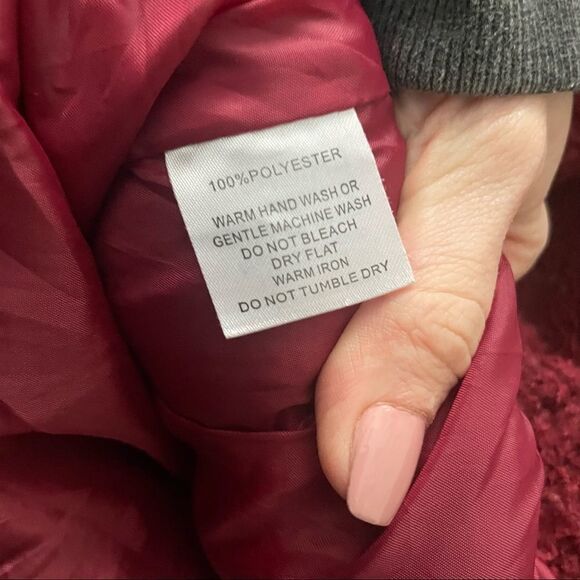 100%POLYESTER
WARM HAND WASH OR
GENTLE MACHINE WASH
DO NOT BLEACH
DRY FLAT
WARM IRON
DO NOT TUMBLE DRY